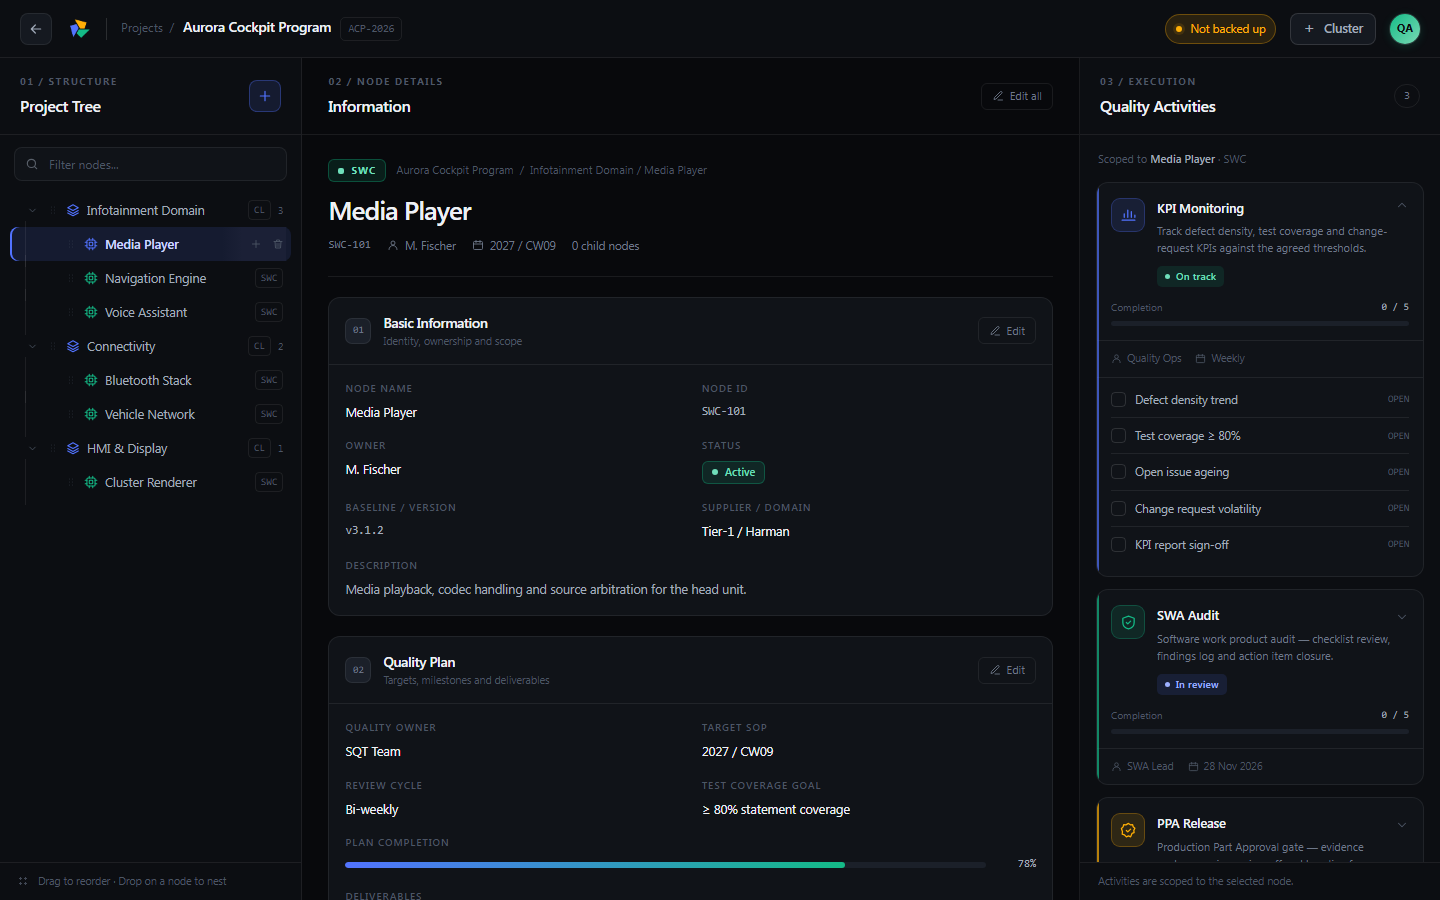 Projects / Aurora Cockpit Program ACP-2026
Not backed up
+ Cluster
QA
01 / STRUCTURE
Project Tree
Filter nodes...
Infotainment Domain CL 3
Media Player
Navigation Engine SWC
Voice Assistant SWC
Connectivity CL 2
Bluetooth Stack SWC
Vehicle Network SWC
HMI & Display CL 1
Cluster Renderer SWC
Drag to reorder · Drop on a node to nest
02 / NODE DETAILS
Information
Edit all
SWC Aurora Cockpit Program / Infotainment Domain / Media Player
Media Player
SWC-101 M. Fischer 2027 / CW09 0 child nodes
01 Basic Information
Identity, ownership and scope
Edit
NODE NAME
Media Player
NODE ID
SWC-101
OWNER
M. Fischer
STATUS
Active
BASELINE / VERSION
v3.1.2
SUPPLIER / DOMAIN
Tier-1 / Harman
DESCRIPTION
Media playback, codec handling and source arbitration for the head unit.
02 Quality Plan
Targets, milestones and deliverables
Edit
QUALITY OWNER
SQT Team
TARGET SOP
2027 / CW09
REVIEW CYCLE
Bi-weekly
TEST COVERAGE GOAL
≥ 80% statement coverage
PLAN COMPLETION
78%
DELIVERABLES
03 / EXECUTION
Quality Activities
3
Scoped to Media Player · SWC
KPI Monitoring
Track defect density, test coverage and change-
request KPIs against the agreed thresholds.
On track
Completion 0 / 5
Quality Ops Weekly
Defect density trend OPEN
Test coverage ≥ 80% OPEN
Open issue ageing OPEN
Change request volatility OPEN
KPI report sign-off OPEN
SWA Audit
Software work product audit — checklist review,
findings log and action item closure.
In review
Completion 0 / 5
SWA Lead 28 Nov 2026
PPA Release
Production Part Approval gate — evidence
Activities are scoped to the selected node.